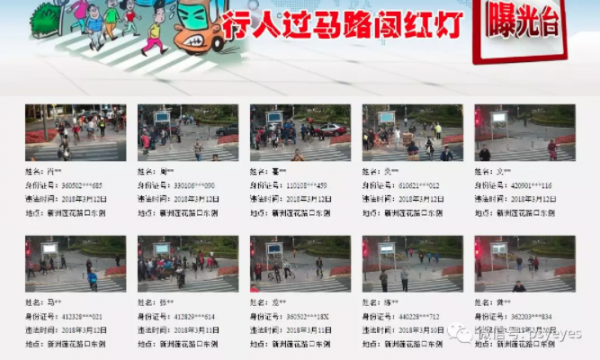 行人过马路闯红灯
曝光台
姓名：肖**
身份证号：360502***685
违法时间：2018年3月12日
地点：新洲莲花路口东侧
姓名：周**
身份证号：330106***090
违法时间：2018年3月12日
地点：新洲莲花路口东侧
姓名：
身份证号：110108***459
违法时间：2018年3月12日
地点：新洲莲花路口东侧
姓名：
身份证号：610621***012
违法时间：2018年3月12日
地点：新洲莲花路口东侧
姓名：文**
身份证号：420901***116
违法时间：2018年3月12日
地点：新洲莲花路口东侧
姓名：马**
身份证号：412328***021
违法时间：2018年3月12日
地点：新洲莲花路口东侧
姓名：张**
身份证号：412829***614
违法时间：2018年3月11日
地点：新洲莲花路口东侧
姓名：
身份证号：360502***18X
违法时间：2018年3月11日
地点：新洲莲花路口东侧
姓名：陈**
身份证号：440228***712
违法时间：2018年3月11日
地点：新洲莲花路口东侧
姓名：黄**
身份证号：362203***834
违法时间：2018年3月10日
地点：新洲莲花路口东侧
微信号：psyeyes